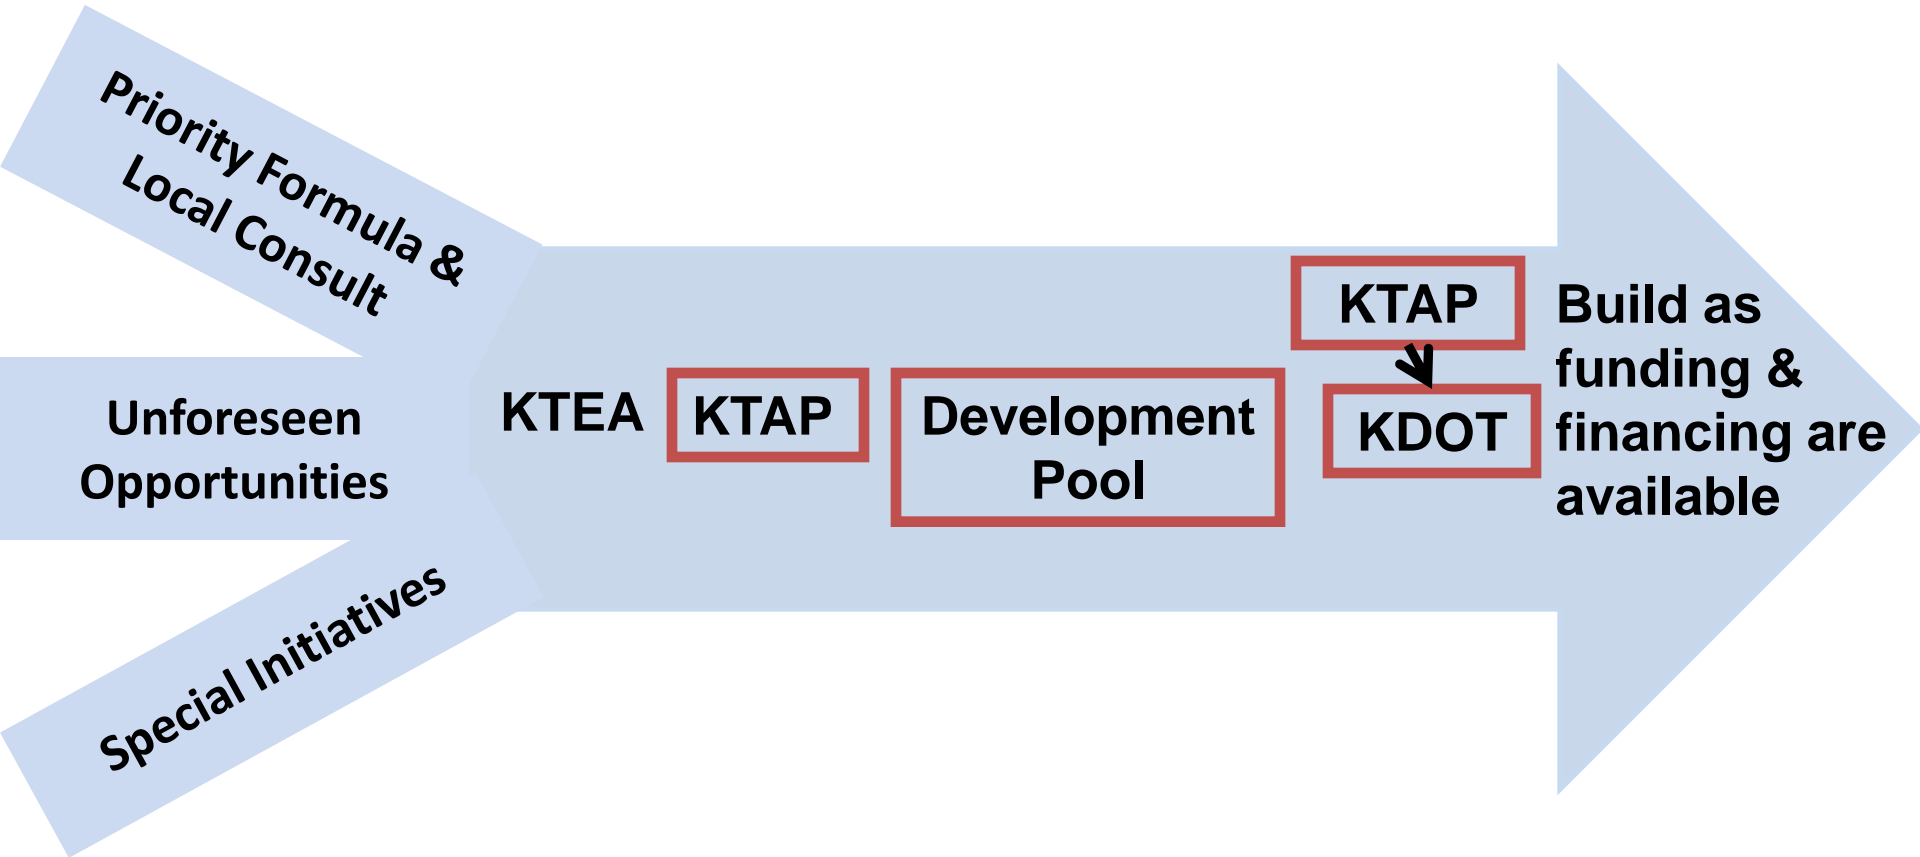 Priority Formula &
Local Consult
Unforeseen
Opportunities
Special Initiatives
KTEA
KTAP
Development
Pool
KTAP
KDOT
Build as
funding &
financing are
available